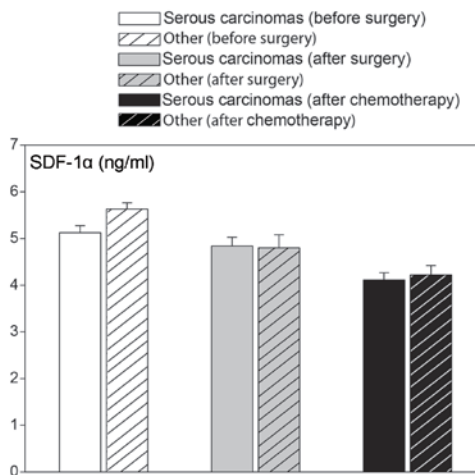 Serous carcinomas (before surgery)
Other (before surgery)
Serous carcinomas (after surgery)
Other (after surgery)
Serous carcinomas (after chemotherapy)
Other (after chemotherapy)
7
SDF-1α (ng/ml)
6
5
4
3
2
1
0